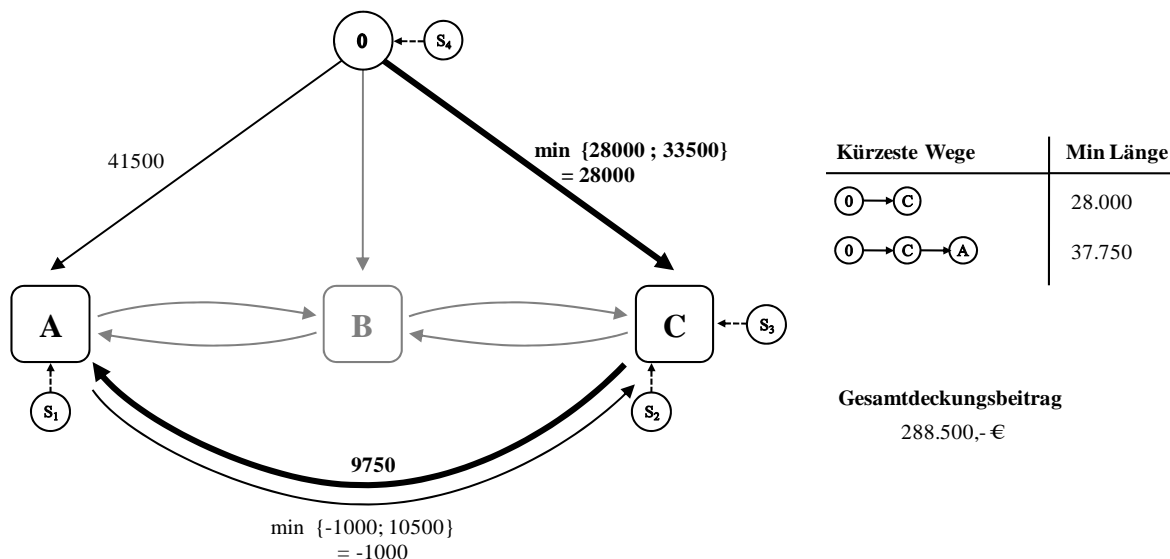 0
S4
41500
min {28000 ; 33500}
= 28000
A
B
C
S3
S1
S2
9750
min {-1000; 10500}
= -1000
Kürzeste Wege Min Länge
0 C 28.000
0 C A 37.750
Gesamtdeckungsbeitrag
288.500,- €